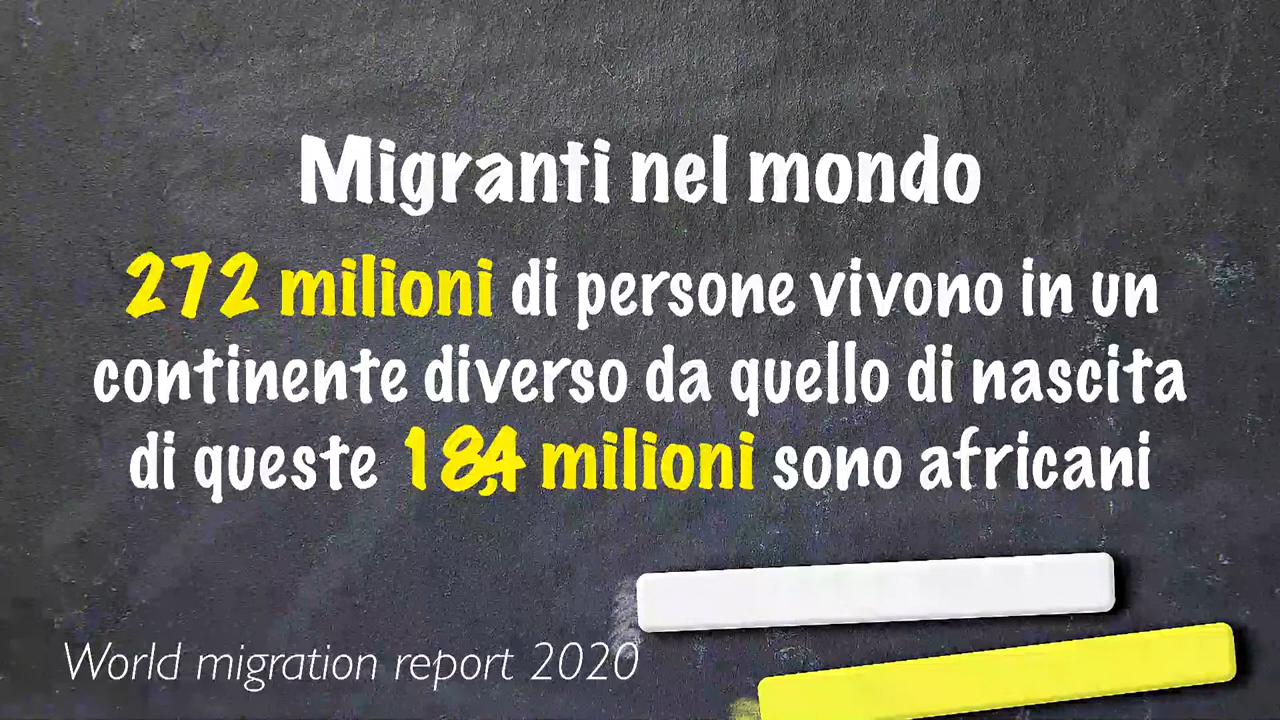 Migranti nel mondo
272 milioni di persone vivono in un
continente diverso da quello di nascita
di queste 18,4 milioni sono africani
World migration report 2020